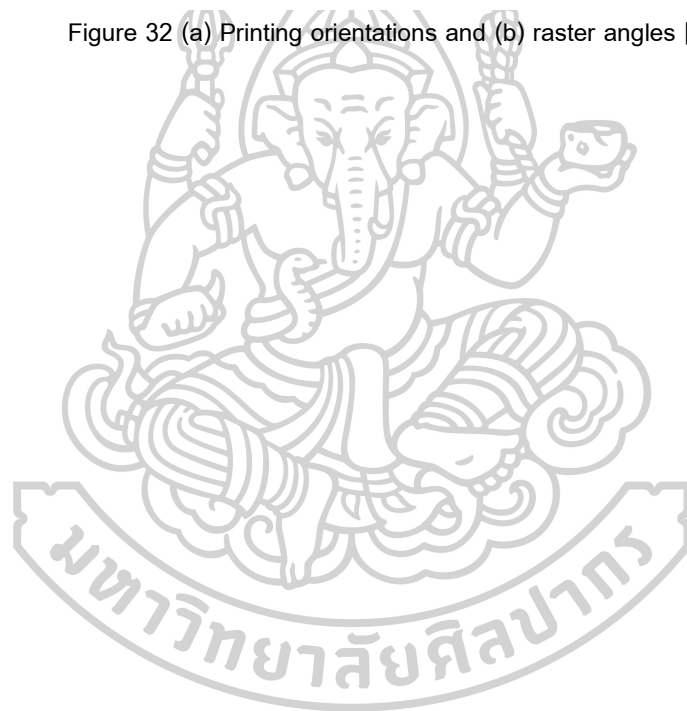 Figure 32 (a) Printing orientations and (b) raster angles [
มหาวิทยาลัยศิลปากร